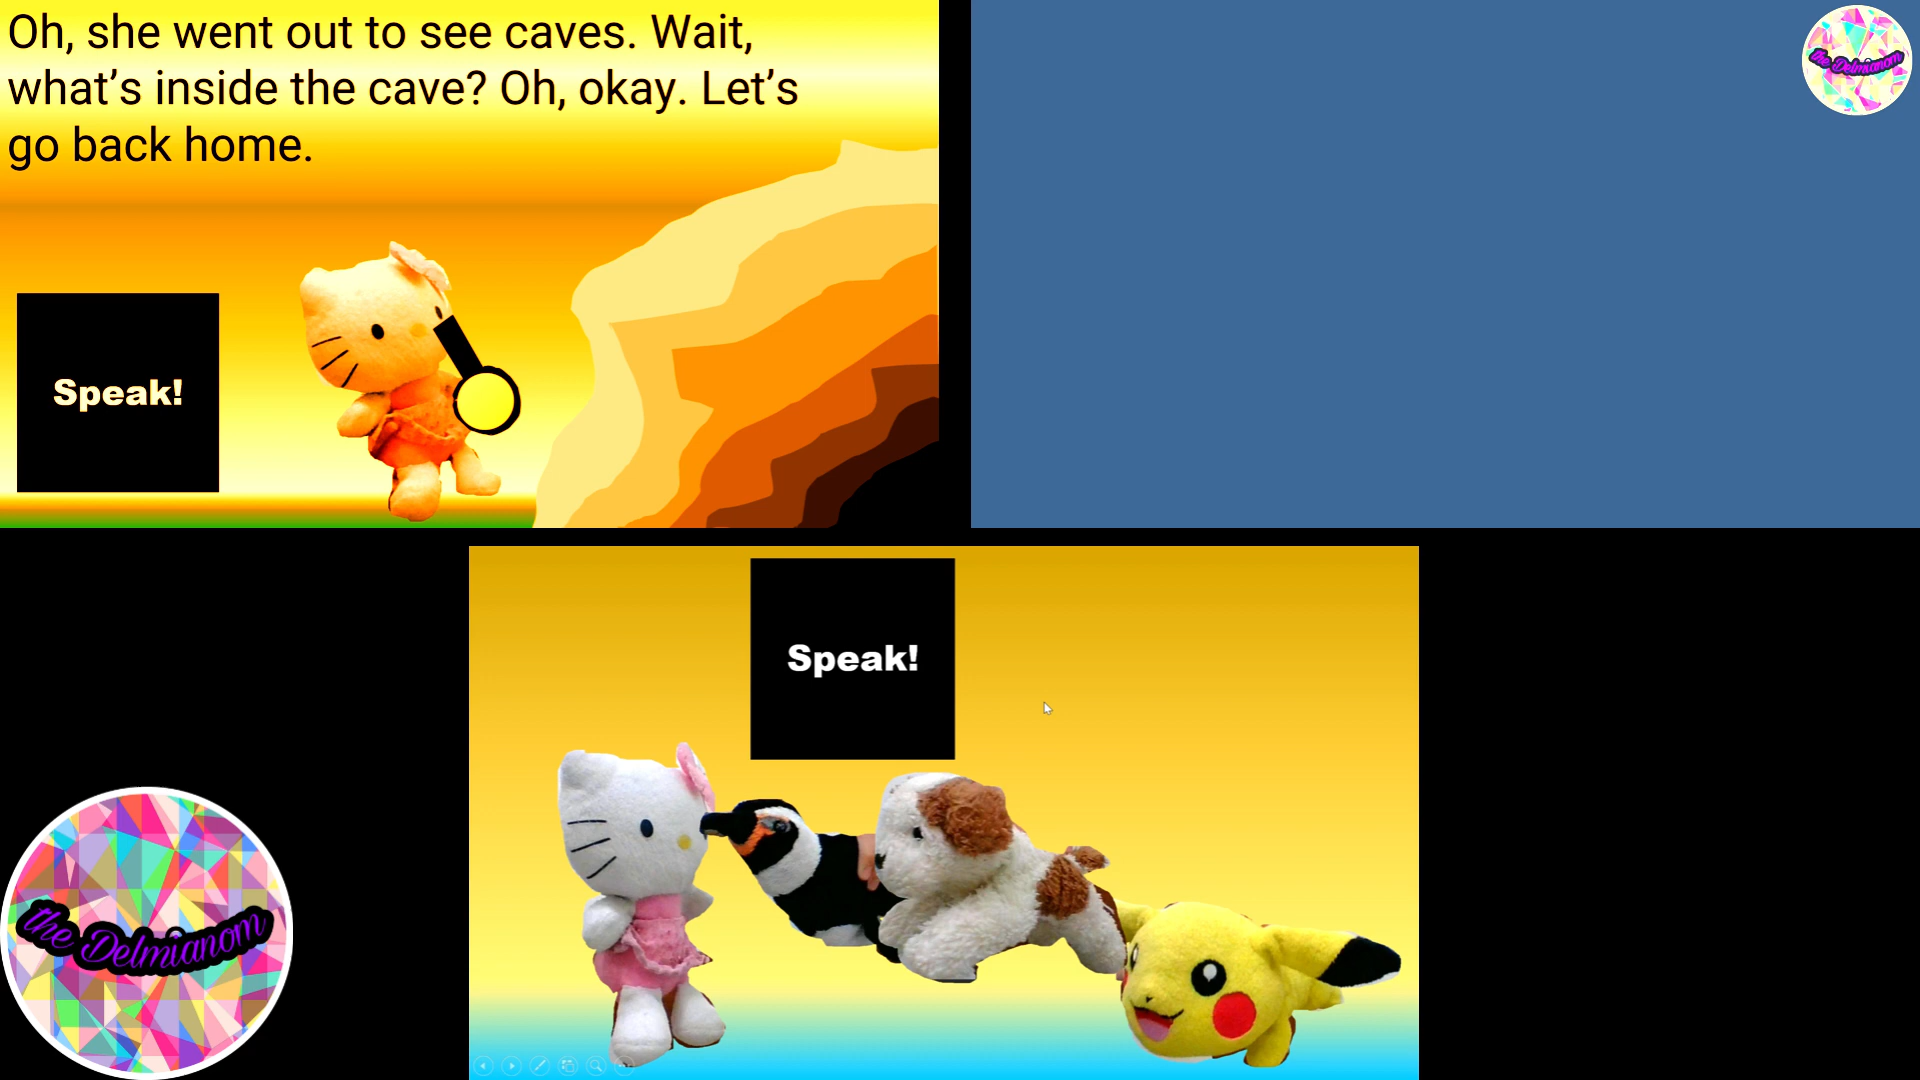 Oh, she went out to see caves. Wait,
what’s inside the cave? Oh, okay. Let’s
go back home.
the Delmianom
Speak!
Speak!
the Delmianom